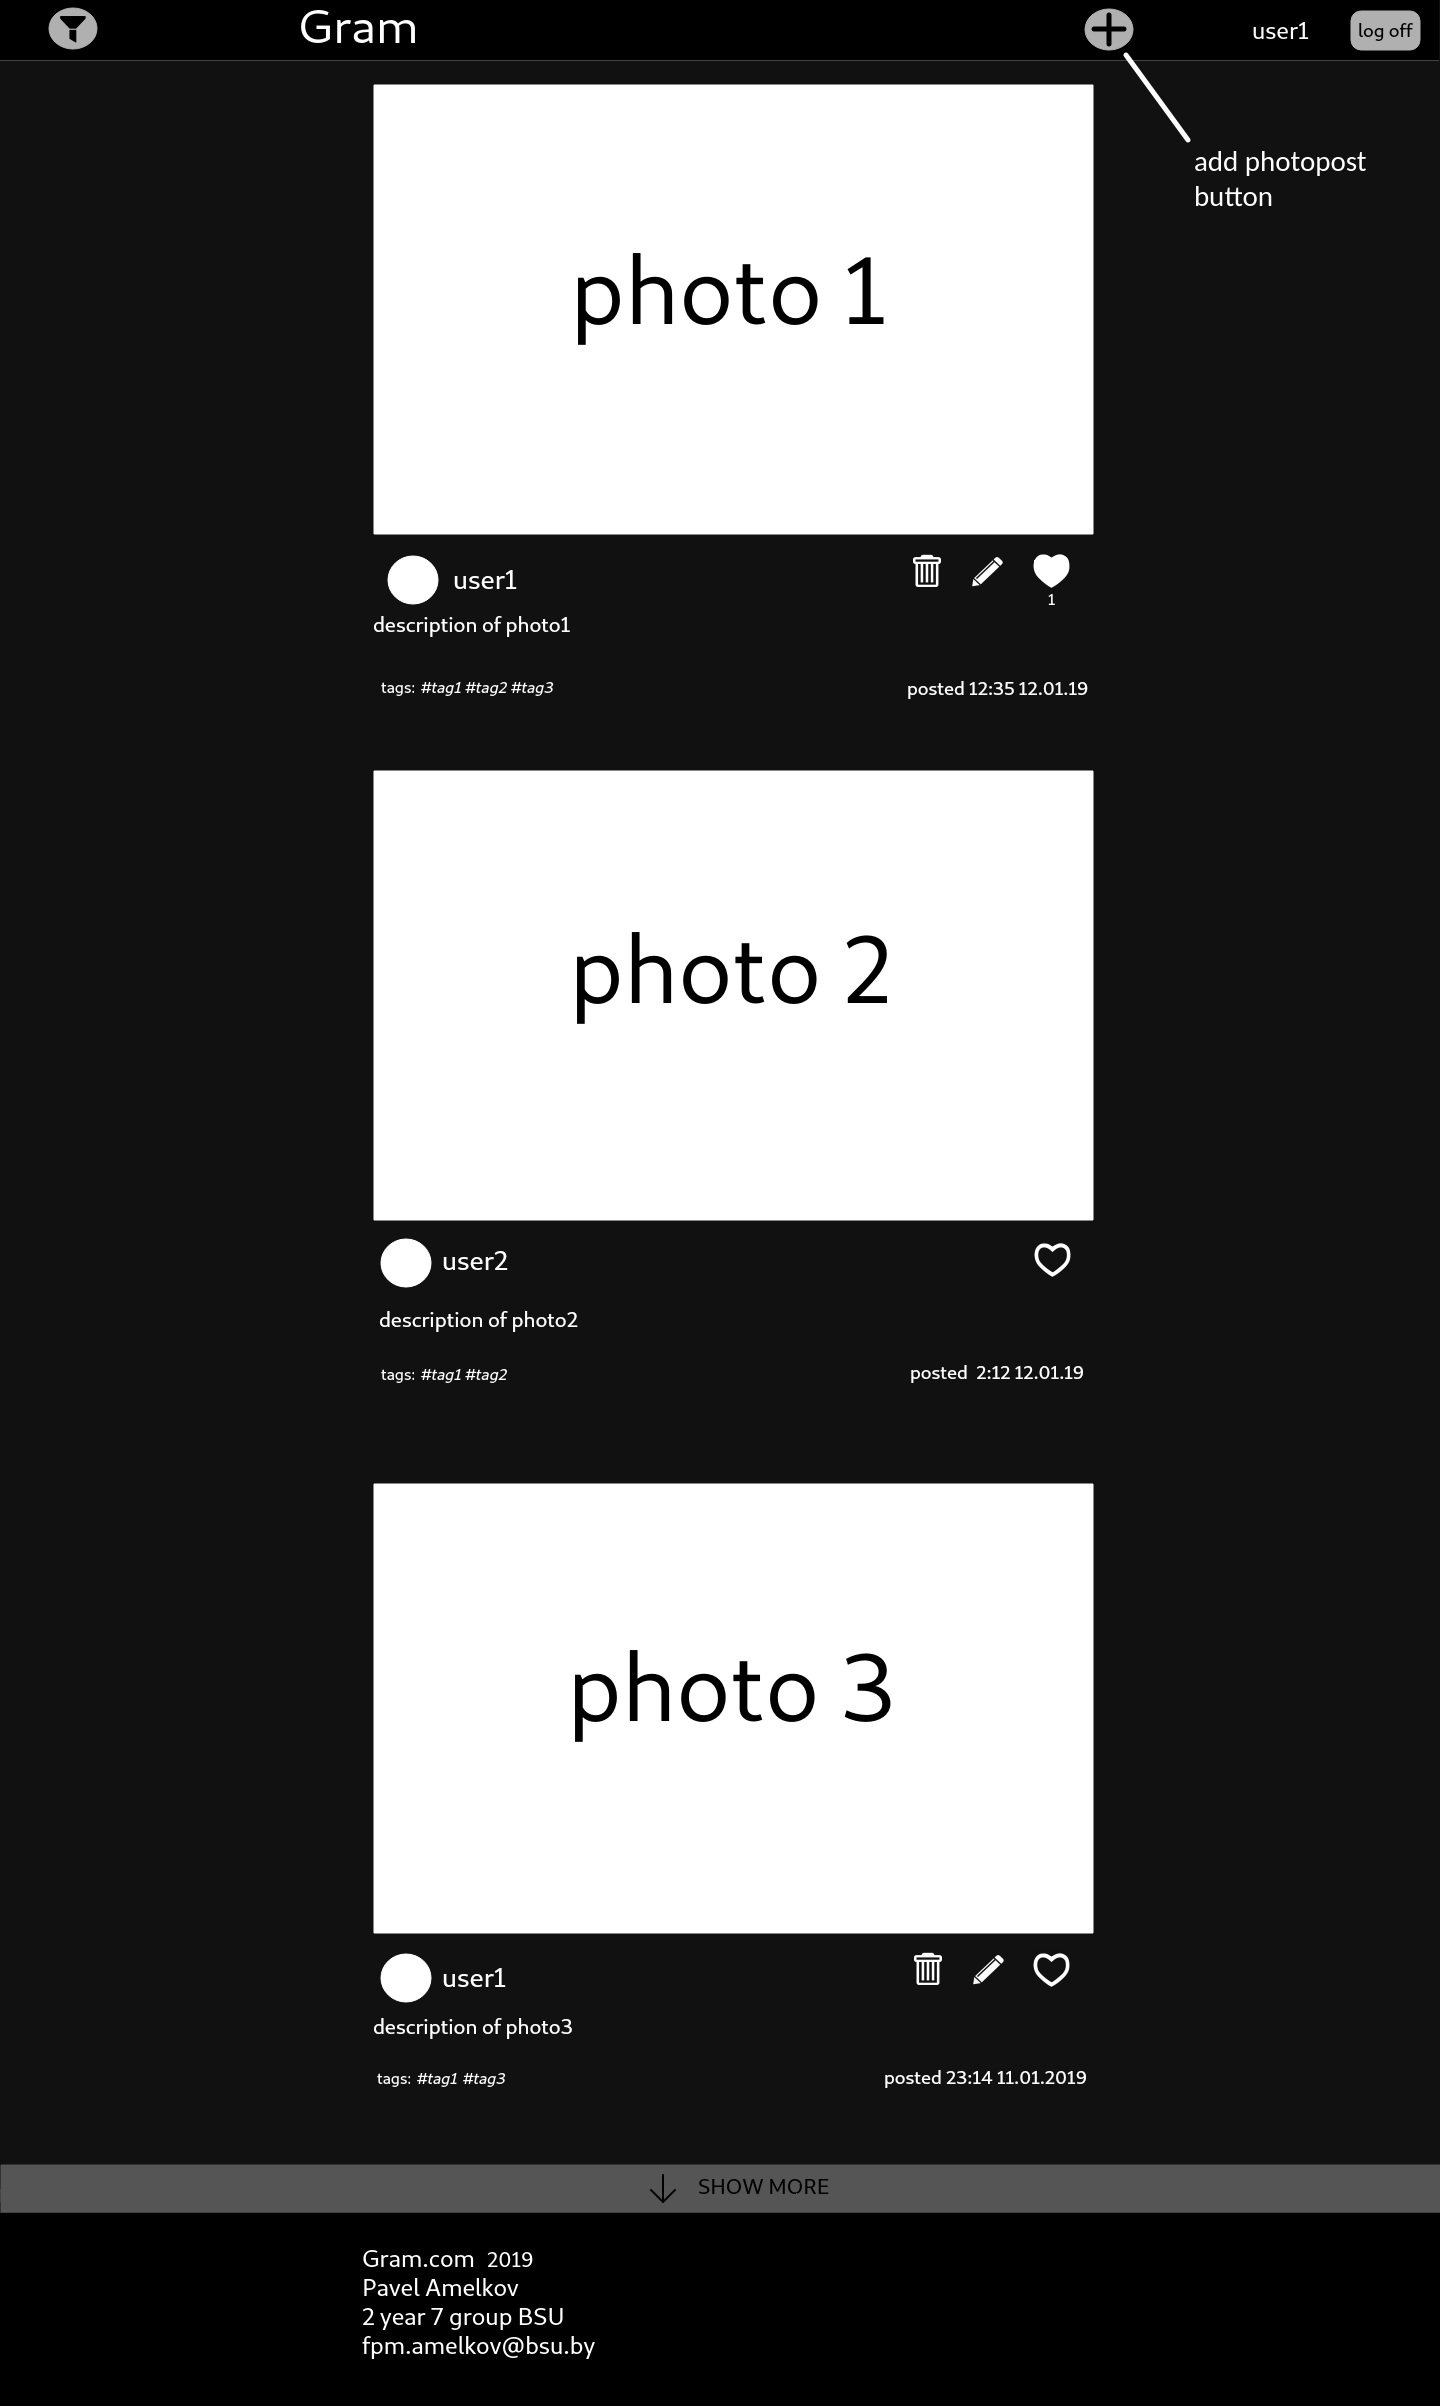 Gram
user1
log off
add photopost
button
photo 1
user1
1
description of photo1
tags: #tag1 #tag2 #tag3
posted 12:35 12.01.19
photo 2
user2
description of photo2
tags: #tag1 #tag2
posted 2:12 12.01.19
photo 3
user1
description of photo3
tags: #tag1 #tag3
posted 23:14 11.01.2019
SHOW MORE
Gram.com 2019
Pavel Amelkov
2 year 7 group BSU
fpm.amelkov@bsu.by